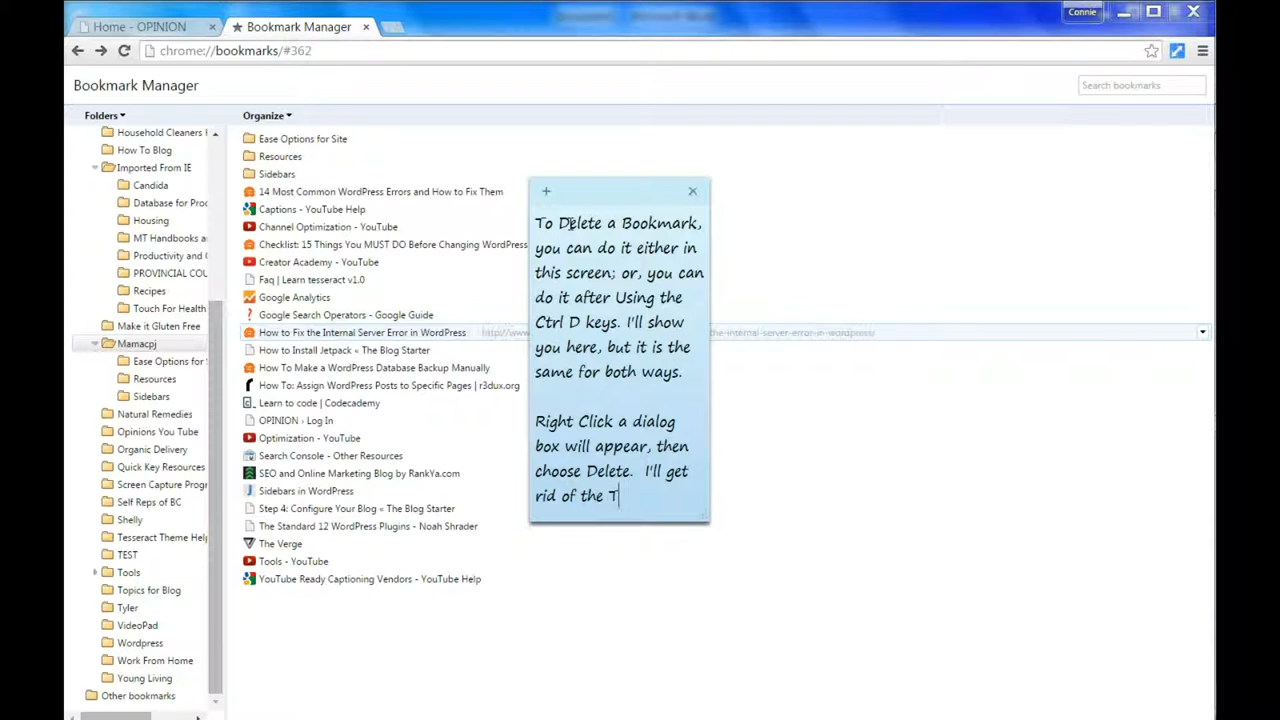 Connie
Home - OPINION
Bookmark Manager
chrome://bookmarks/#362
Bookmark Manager
Search bookmarks
Folders
Organize
Household Cleaners
How To Blog
Imported From IE
Candida
Database for Proc
Housing
MT Handbooks a
Productivity and
PROVINCIAL COU
Recipes
Touch For Health
Make it Gluten Free
Mamacpj
Ease Options for
Resources
Sidebars
Natural Remedies
Opinions You Tube
Organic Delivery
Quick Key Resources
Screen Capture Progr
Self Reps of BC
Shelly
Tesseract Theme Help
TEST
Tools
Topics for Blog
Tyler
VideoPad
Wordpress
Work From Home
Young Living
Other bookmarks
Ease Options for Site
Resources
Sidebars
14 Most Common WordPress Errors and How to Fix Them
Captions - YouTube Help
Channel Optimization - YouTube
Checklist: 15 Things You MUST DO Before Changing WordPress
Creator Academy - YouTube
Faq | Learn tesseract v1.0
Google Analytics
Google Search Operators - Google Guide
How to Fix the Internal Server Error in WordPress http://www the-internal-server-error-in-wordpress/
How to Install Jetpack « The Blog Starter
How To Make a WordPress Database Backup Manually
How To: Assign WordPress Posts to Specific Pages | r3dux.org
Learn to code | Codecademy
OPINION › Log In
Optimization - YouTube
Search Console - Other Resources
SEO and Online Marketing Blog by RankYa.com
Sidebars in WordPress
Step 4: Configure Your Blog « The Blog Starter
The Standard 12 WordPress Plugins - Noah Shrader
The Verge
Tools - YouTube
YouTube Ready Captioning Vendors - YouTube Help
To Delete a Bookmark,
you can do it either in
this screen; or, you can
do it after Using the
Ctrl D keys. I'll show
you here, but it is the
same for both ways.
Right Click a dialog
box will appear, then
choose Delete. I'll get
rid of the T